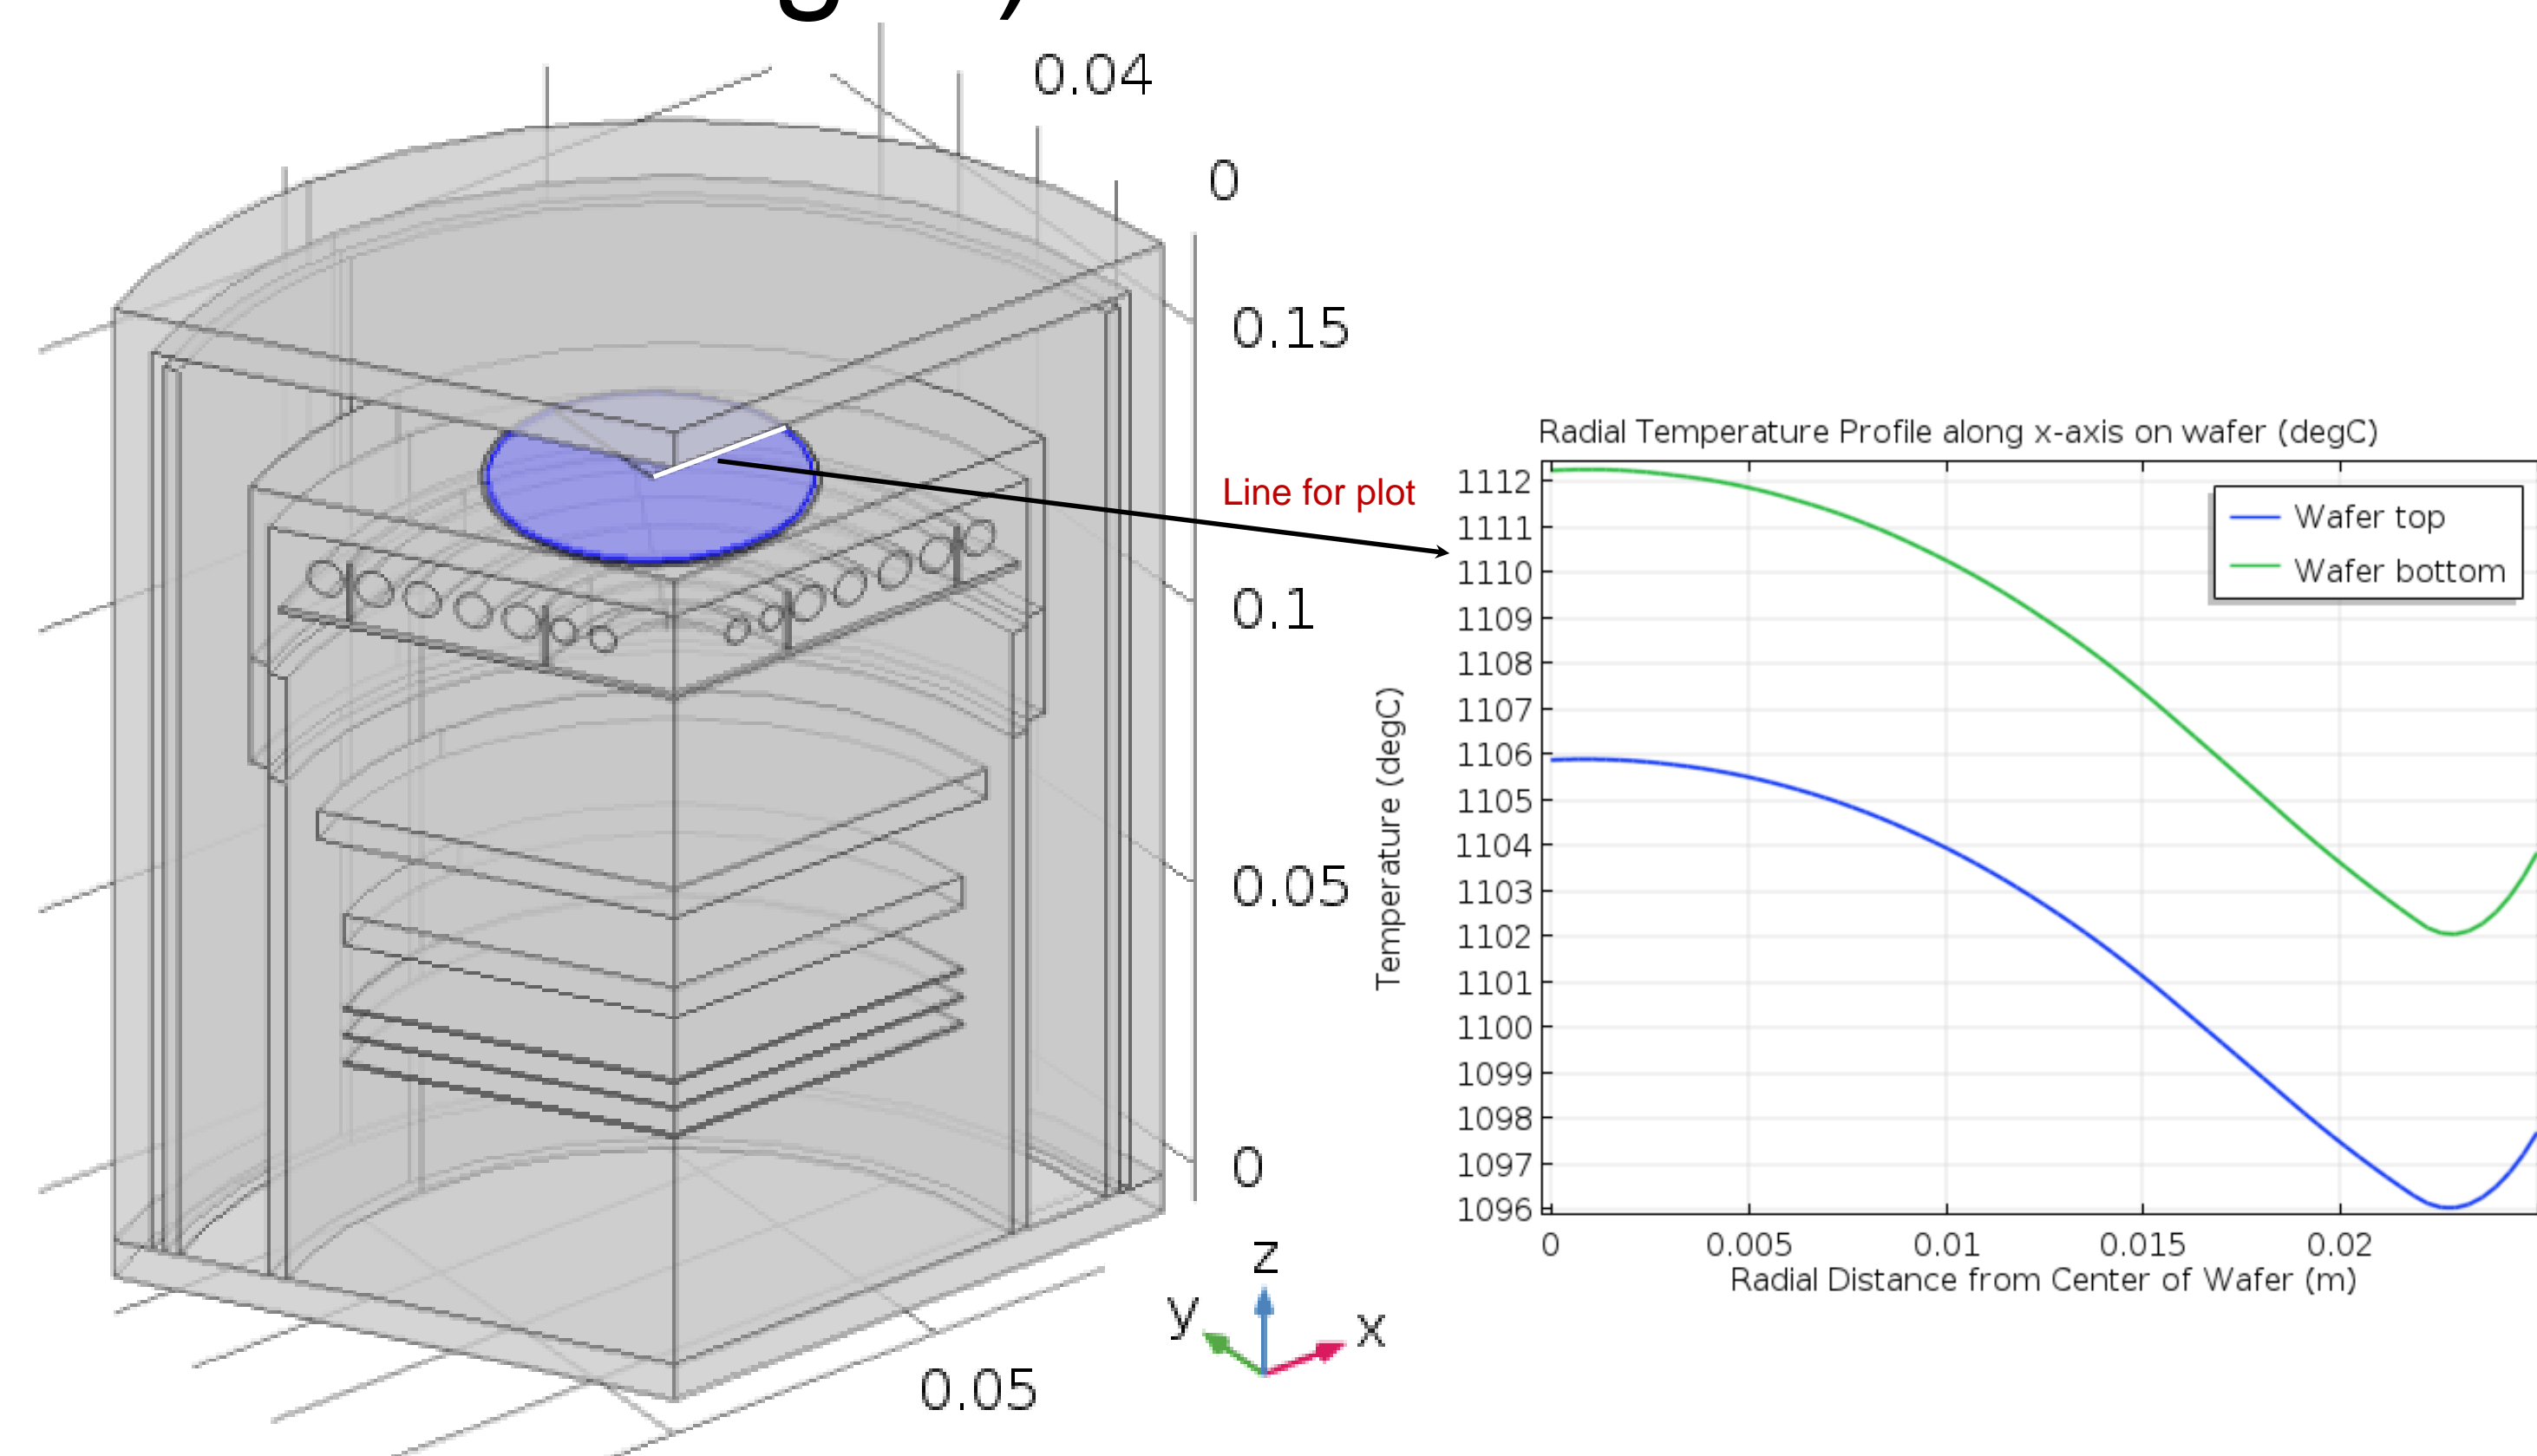 0.04
0
0.15
0.1
0.05
0
0.05
z
y
x
Line for plot
Radial Temperature Profile along x-axis on wafer (degC)
Wafer top
Wafer bottom
Temperature (degC)
1112
1111
1110
1109
1108
1107
1106
1105
1104
1103
1102
1101
1100
1099
1098
1097
1096
0 0.005 0.01 0.015 0.02
Radial Distance from Center of Wafer (m)